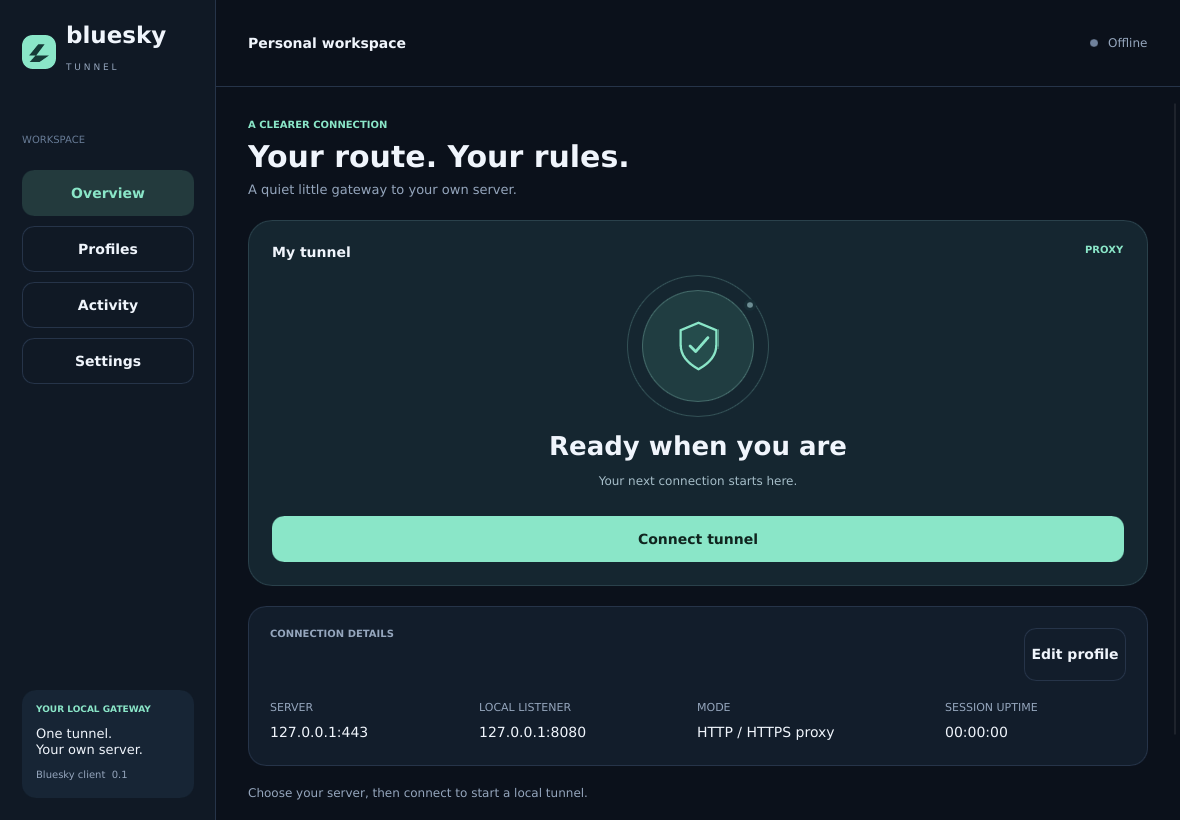 bluesky
TUNNEL
WORKSPACE
Overview
Profiles
Activity
Settings
YOUR LOCAL GATEWAY
One tunnel.
Your own server.
Bluesky client 0.1
Personal workspace
Offline
A CLEARER CONNECTION
Your route. Your rules.
A quiet little gateway to your own server.
My tunnel
PROXY
Ready when you are
Your next connection starts here.
Connect tunnel
CONNECTION DETAILS
Edit profile
SERVER
127.0.0.1:443
LOCAL LISTENER
127.0.0.1:8080
MODE
HTTP / HTTPS proxy
SESSION UPTIME
00:00:00
Choose your server, then connect to start a local tunnel.